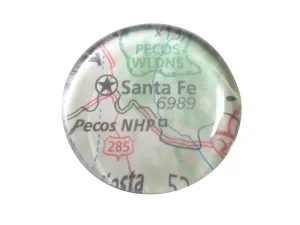 PECOS
WLDNS
Santa Fe
6989
Pecos NHP
285